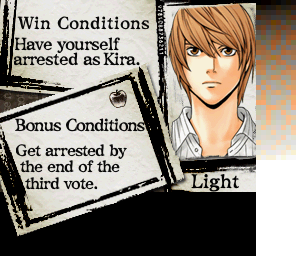 Win Conditions
Have yourself
arrested as Kira.
Bonus Conditions
Get arrested by
the end of the
third vote.
Light